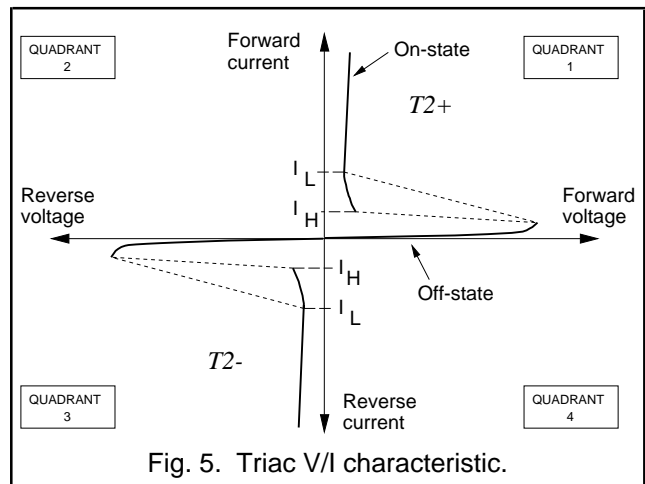 QUADRANT
2
Forward
current
On-state
QUADRANT
1
T2+
I L
Reverse
voltage
I H
Forward
voltage
I H
Off-state
I L
T2-
QUADRANT
3
Reverse
current
QUADRANT
4
Fig. 5. Triac V/I characteristic.